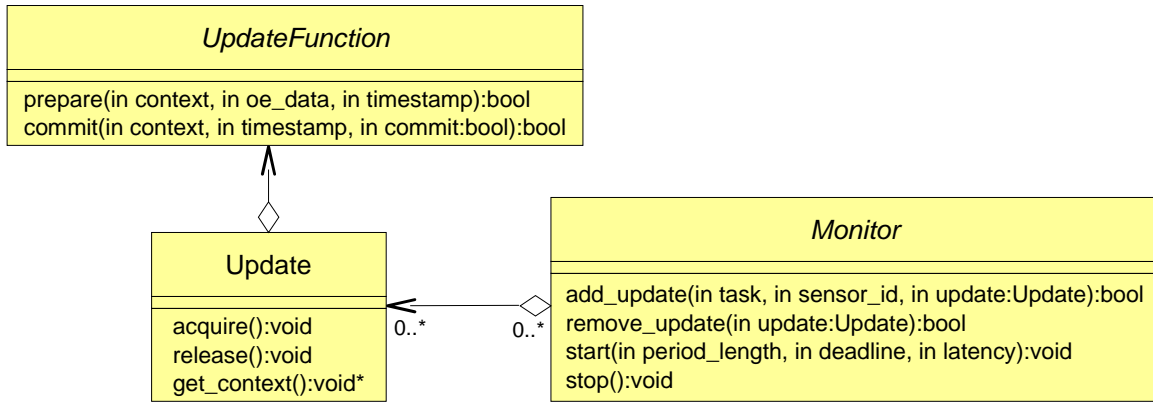 UpdateFunction
prepare(in context, in oe_data, in timestamp):bool
commit(in context, in timestamp, in commit:bool):bool
Update
acquire():void
release():void
get_context():void*
0..*
0..*
Monitor
add_update(in task, in sensor_id, in update:Update):bool
remove_update(in update:Update):bool
start(in period_length, in deadline, in latency):void
stop():void